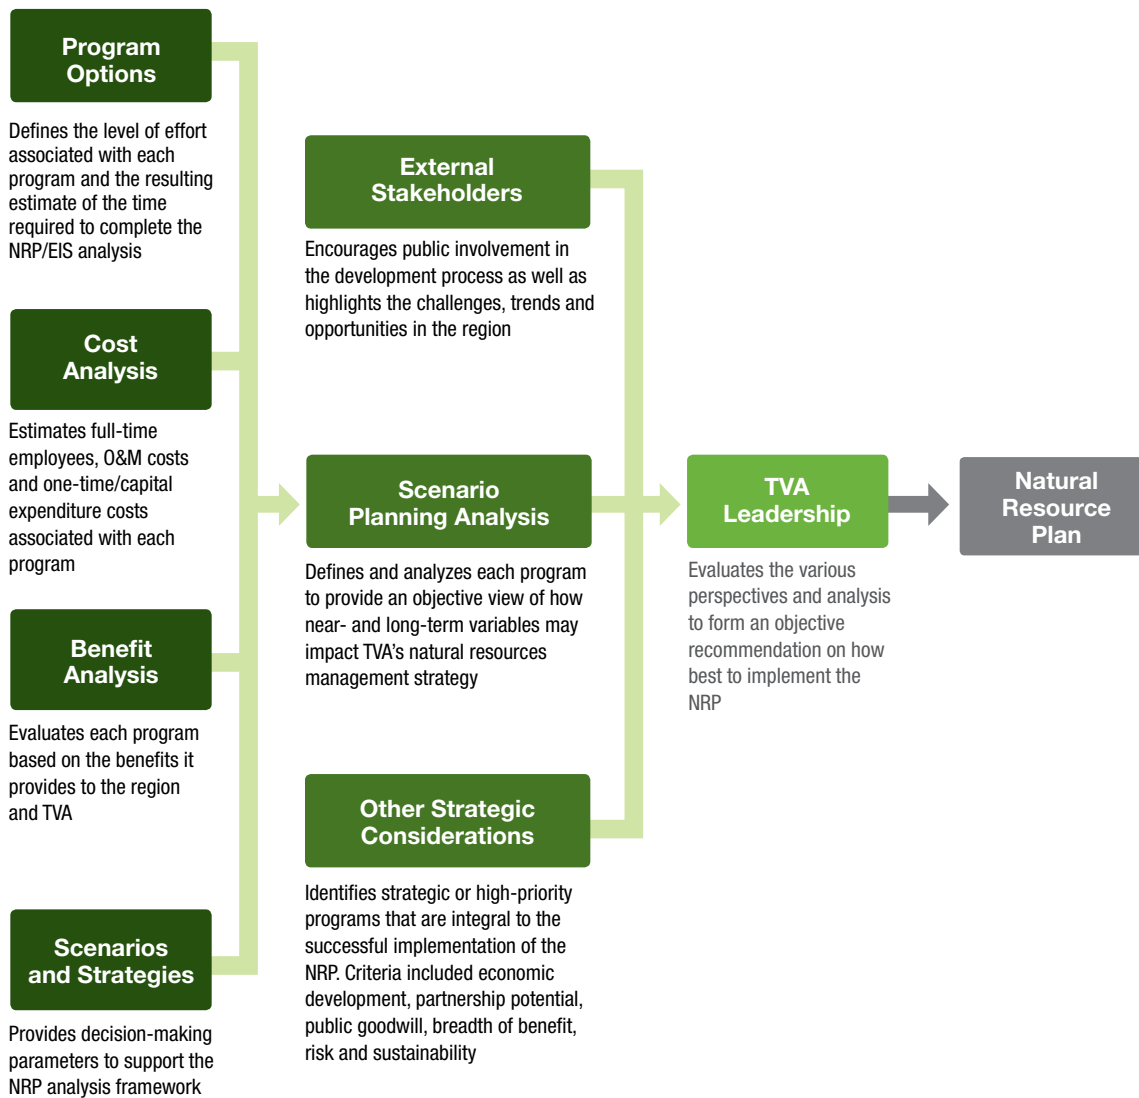 Program
Options
Defines the level of effort
associated with each
program and the resulting
estimate of the time
required to complete the
NRP/EIS analysis
Cost
Analysis
Estimates full-time
employees, O&M costs
and one-time/capital
expenditure costs
associated with each
program
Benefit
Analysis
Evaluates each program
based on the benefits it
provides to the region
and TVA
Scenarios
and Strategies
Provides decision-making
parameters to support the
NRP analysis framework
External
Stakeholders
Encourages public involvement in
the development process as well as
highlights the challenges, trends and
opportunities in the region
Scenario
Planning Analysis
Defines and analyzes each program
to provide an objective view of how
near- and long-term variables may
impact TVA’s natural resources
management strategy
Other Strategic
Considerations
Identifies strategic or high-priority
programs that are integral to the
successful implementation of the
NRP. Criteria included economic
development, partnership potential,
public goodwill, breadth of benefit,
risk and sustainability
TVA
Leadership
Evaluates the various
perspectives and analysis
to form an objective
recommendation on how
best to implement the
NRP
Natural
Resource
Plan